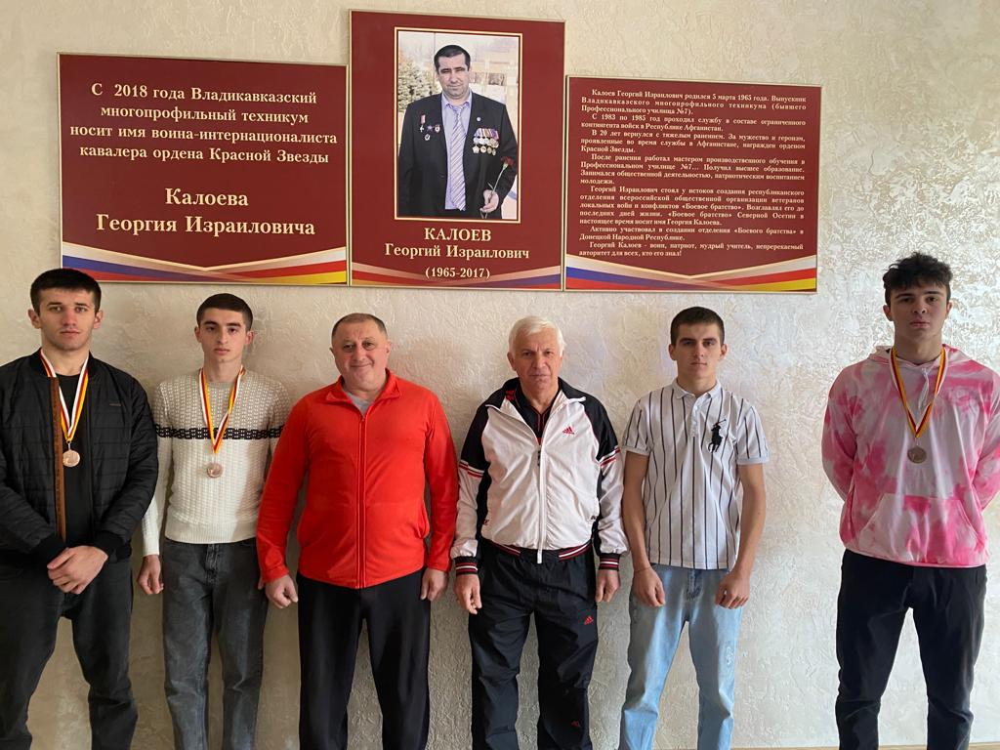 С 2018 года Владикавказский
многопрофильный техникум
носит имя воина-интернационалиста
кавалера ордена Красной Звезды
Калоева
Георгия Израиловича
КАЛОЕВ
Георгий Израилович
(1965-2017)
Калоев Георгий Израилович родился 5 марта 1965 года. Выпускник
Владикавказского многопрофильного техникума (бывшего
Профессионального училища №7).
С 1983 по 1985 год проходил службу в составе ограниченного
контингента войск в Республике Афганистан.
В 20 лет вернулся с тяжелым ранением. За мужество и героизм,
проявленные во время службы в Афганистане, награжден орденом
Красной Звезды.
После ранения работал мастером производственного обучения в
Профессиональном училище №7... Получил высшее образование.
Занимался общественной деятельностью, патриотическим воспитанием
молодежи.
Георгий Израилович стоял у истоков создания республиканского
отделения всероссийской общественной организации ветеранов
локальных войн и конфликтов «Боевое братство». Возглавлял его до
последних дней жизни. «Боевое братство» Северной Осетии в
настоящее время носит имя Георгия Калоева.
Активно участвовал в создании отделения «Боевого братства» в
Донецкой Народной Республике.
Георгий Калоев - воин, патриот, мудрый учитель, непререкаемый
авторитет для всех, кто его знал!